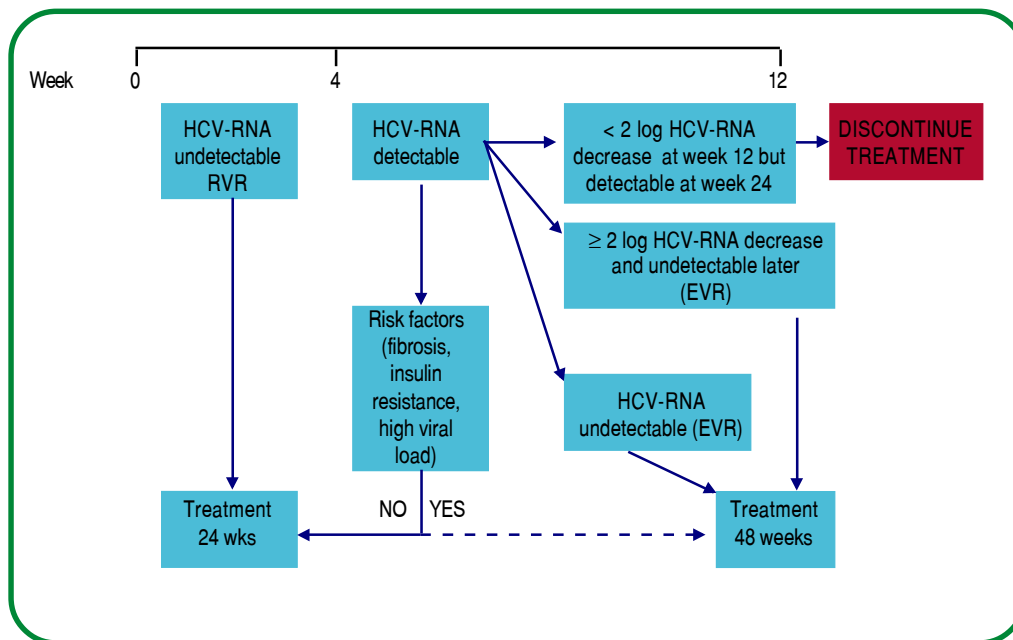 Week
0
4
12
HCV-RNA
undetectable
RVR
HCV-RNA
detectable
< 2 log HCV-RNA
decrease at week 12 but
detectable at week 24
DISCONTINUE
TREATMENT
≥ 2 log HCV-RNA decrease
and undetectable later
(EVR)
Risk factors
(fibrosis,
insulin
resistance,
high viral
load)
HCV-RNA
undetectable (EVR)
NO
YES
Treatment
24 wks
Treatment
48 weeks